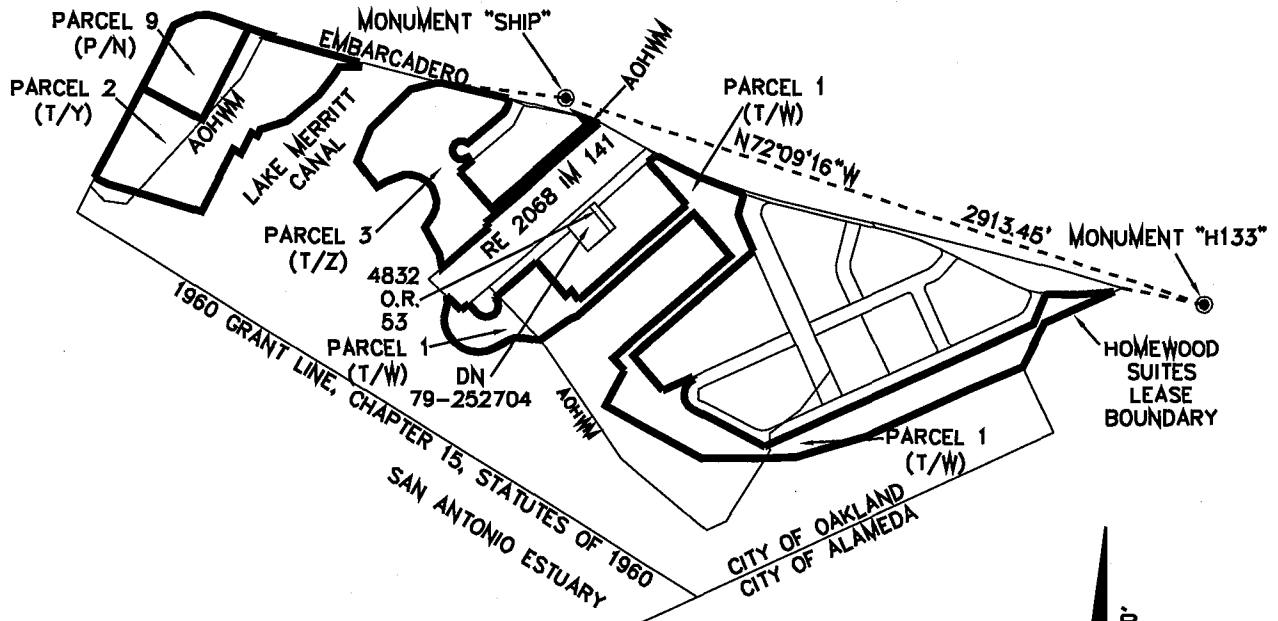 PARCEL 9
(P/N)
MONUMENT "SHIP"
EMBARCADERO
AOHWM
PARCEL 2
(T/Y)
AOHWM
PARCEL 1
(T/W)
LAKE MERRITT
CANAL
N72°09'16"W
2913.45'
MONUMENT "H133"
RE 2068 IM 141
PARCEL 3
(T/Z)
4832
O.R.
53
PARCEL 1
(T/W)
DN
79-252704
AOHWM
HOMEWOOD
SUITES
LEASE
BOUNDARY
PARCEL 1
(T/W)
1960 GRANT LINE, CHAPTER 15, STATUTES OF 1960
SAN ANTONIO ESTUARY
CITY OF OAKLAND
CITY OF ALAMEDA